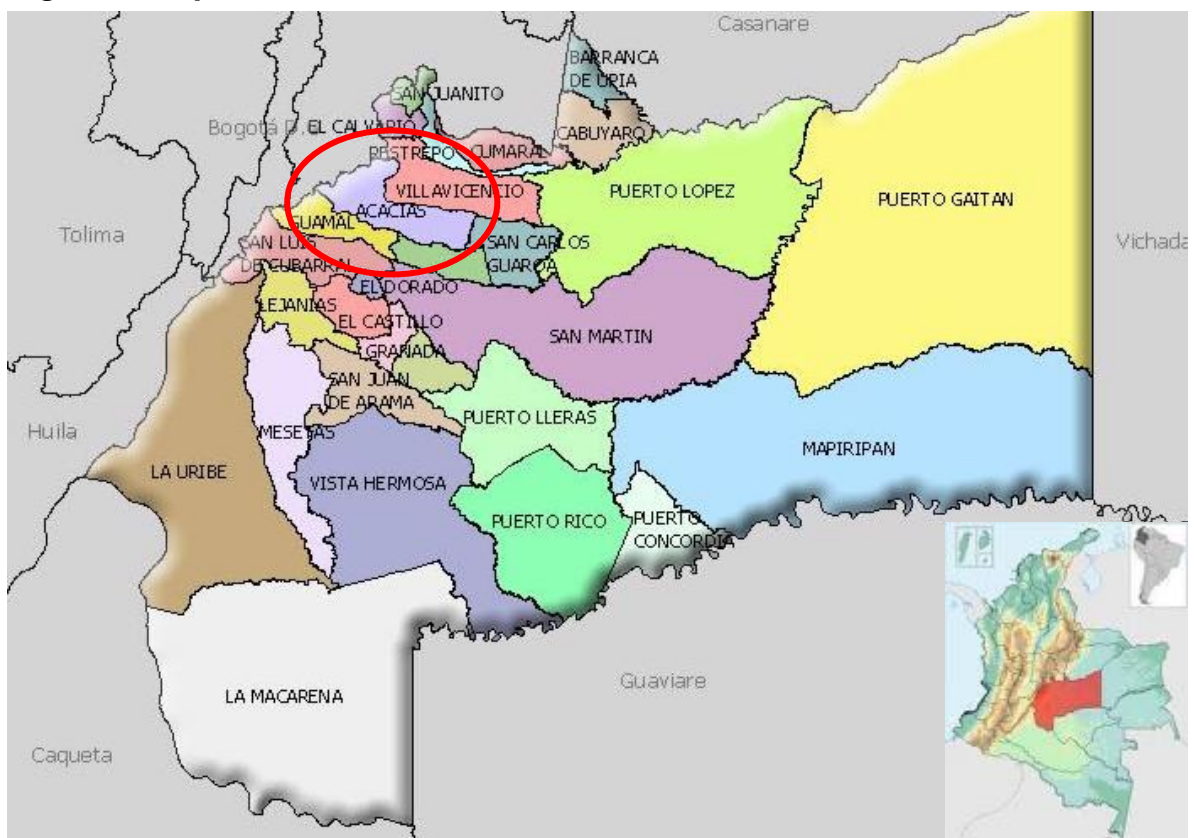 Casanare
BARRANCA
DE UPIA
SAN JUANITO
Bogotá D.
EL CALVARIO
CABUYARO
RESTREPO
CUMARAL
VILLAVICENCIO
PUERTO LOPEZ
PUERTO GAITAN
ACACIAS
GUAMAL
Tolima
Vichada
SAN LUIS
DE CUBARRAL
SAN CARLOS
GUAROA
EL DORADO
LEJANIAS
EL CASTILLO
SAN MARTIN
GRANADA
SAN JUAN
DE ARAMA
PUERTO LLERAS
Huila
MESETAS
MAPIRIPAN
LA URIBE
VISTA HERMOSA
PUERTO RICO
PUERTO
CONCORDIA
Guaviare
LA MACARENA
Caqueta